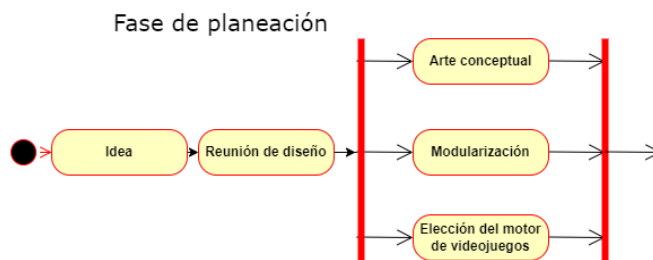 Fase de planeación
Arte conceptual
Idea
Reunión de diseño
Modularización
Elección del motor
de videojuegos